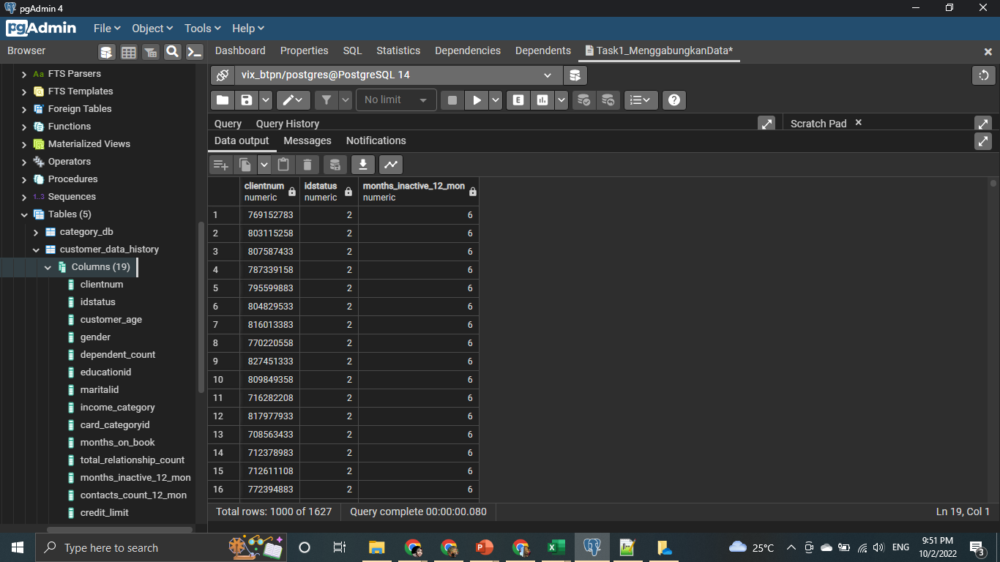 pgAdmin 4
pgAdmin File Object Tools Help
Browser
Dashboard Properties SQL Statistics Dependencies Dependents Task1_MenggabungkanData*
Aa FTS Parsers
FTS Templates
Foreign Tables
Functions
Materialized Views
Operators
Procedures
1..3 Sequences
Tables (5)
category_db
customer_data_history
Columns (19)
clientnum
idstatus
customer_age
gender
dependent_count
educationid
maritalid
income_category
card_categoryid
months_on_book
total_relationship_count
months_inactive_12_mon
contacts_count_12_mon
credit_limit
vix_btpn/postgres@PostgreSQL 14
No limit
E
Query Query History
Scratch Pad
Data output Messages Notifications
clientnum idstatus months_inactive_12_mon
numeric numeric numeric
1 769152783 2 6
2 803115258 2 6
3 807587433 2 6
4 787339158 2 6
5 795599883 2 6
6 804829533 2 6
7 816013383 2 6
8 770220558 2 6
9 827451333 2 6
10 809849358 2 6
11 716282208 2 6
12 817977933 2 6
13 708563433 2 6
14 712378983 2 6
15 712611108 2 6
16 772394883 2 6
Total rows: 1000 of 1627 Query complete 00:00:00.080 Ln 19, Col 1
Type here to search
25°C
ENG
9:51 PM
10/2/2022
3